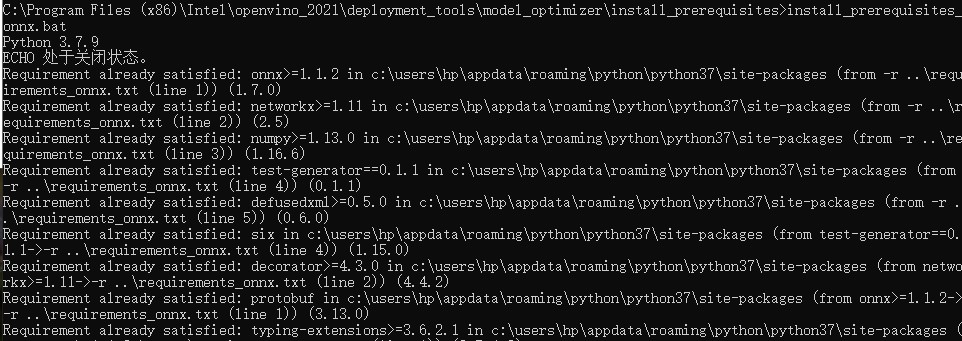 C:\Program Files (x86)\Intel\openvino_2021\deployment_tools\model_optimizer\install_prerequisites>install_prerequisites_
onnx.bat
Python 3.7.9
ECHO 处于关闭状态。
Requirement already satisfied: onnx>=1.1.2 in c:\users\hp\appdata\roaming\python\python37\site-packages (from -r ..\requ
irements_onnx.txt (line 1)) (1.7.0)
Requirement already satisfied: networkx>=1.11 in c:\users\hp\appdata\roaming\python\python37\site-packages (from -r ..\r
equirements_onnx.txt (line 2)) (2.5)
Requirement already satisfied: numpy>=1.13.0 in c:\users\hp\appdata\roaming\python\python37\site-packages (from -r ..\re
quirements_onnx.txt (line 3)) (1.16.6)
Requirement already satisfied: test-generator==0.1.1 in c:\users\hp\appdata\roaming\python\python37\site-packages (from
-r ..\requirements_onnx.txt (line 4)) (0.1.1)
Requirement already satisfied: defusedxml>=0.5.0 in c:\users\hp\appdata\roaming\python\python37\site-packages (from -r .
.\requirements_onnx.txt (line 5)) (0.6.0)
Requirement already satisfied: six in c:\users\hp\appdata\roaming\python\python37\site-packages (from test-generator==0.
1.1->-r ..\requirements_onnx.txt (line 4)) (1.15.0)
Requirement already satisfied: decorator>=4.3.0 in c:\users\hp\appdata\roaming\python\python37\site-packages (from netwo
rkx>=1.11->-r ..\requirements_onnx.txt (line 2)) (4.4.2)
Requirement already satisfied: protobuf in c:\users\hp\appdata\roaming\python\python37\site-packages (from onnx>=1.1.2->
-r ..\requirements_onnx.txt (line 1)) (3.13.0)
Requirement already satisfied: typing-extensions>=3.6.2.1 in c:\users\hp\appdata\roaming\python\python37\site-packages (